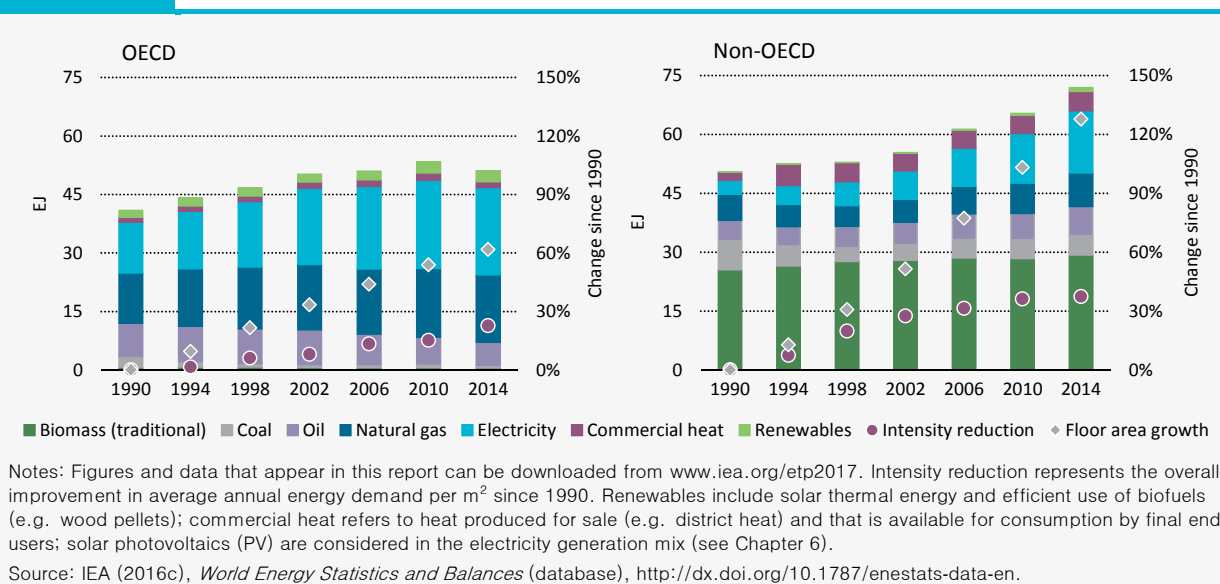 OECD
Non-OECD
75
60
45
30
15
0
EJ
150%
120%
90%
60%
30%
0%
Change since 1990
1990 1994 1998 2002 2006 2010 2014
75
60
45
30
15
0
EJ
150%
120%
90%
60%
30%
0%
Change since 1990
1990 1994 1998 2002 2006 2010 2014
Biomass (traditional) Coal Oil Natural gas Electricity Commercial heat Renewables Intensity reduction Floor area growth
Notes: Figures and data that appear in this report can be downloaded from www.iea.org/etp2017. Intensity reduction represents the overall
improvement in average annual energy demand per m² since 1990. Renewables include solar thermal energy and efficient use of biofuels
(e.g. wood pellets); commercial heat refers to heat produced for sale (e.g. district heat) and that is available for consumption by final end
users; solar photovoltaics (PV) are considered in the electricity generation mix (see Chapter 6).
Source: IEA (2016c), World Energy Statistics and Balances (database), http://dx.doi.org/10.1787/enestats-data-en.